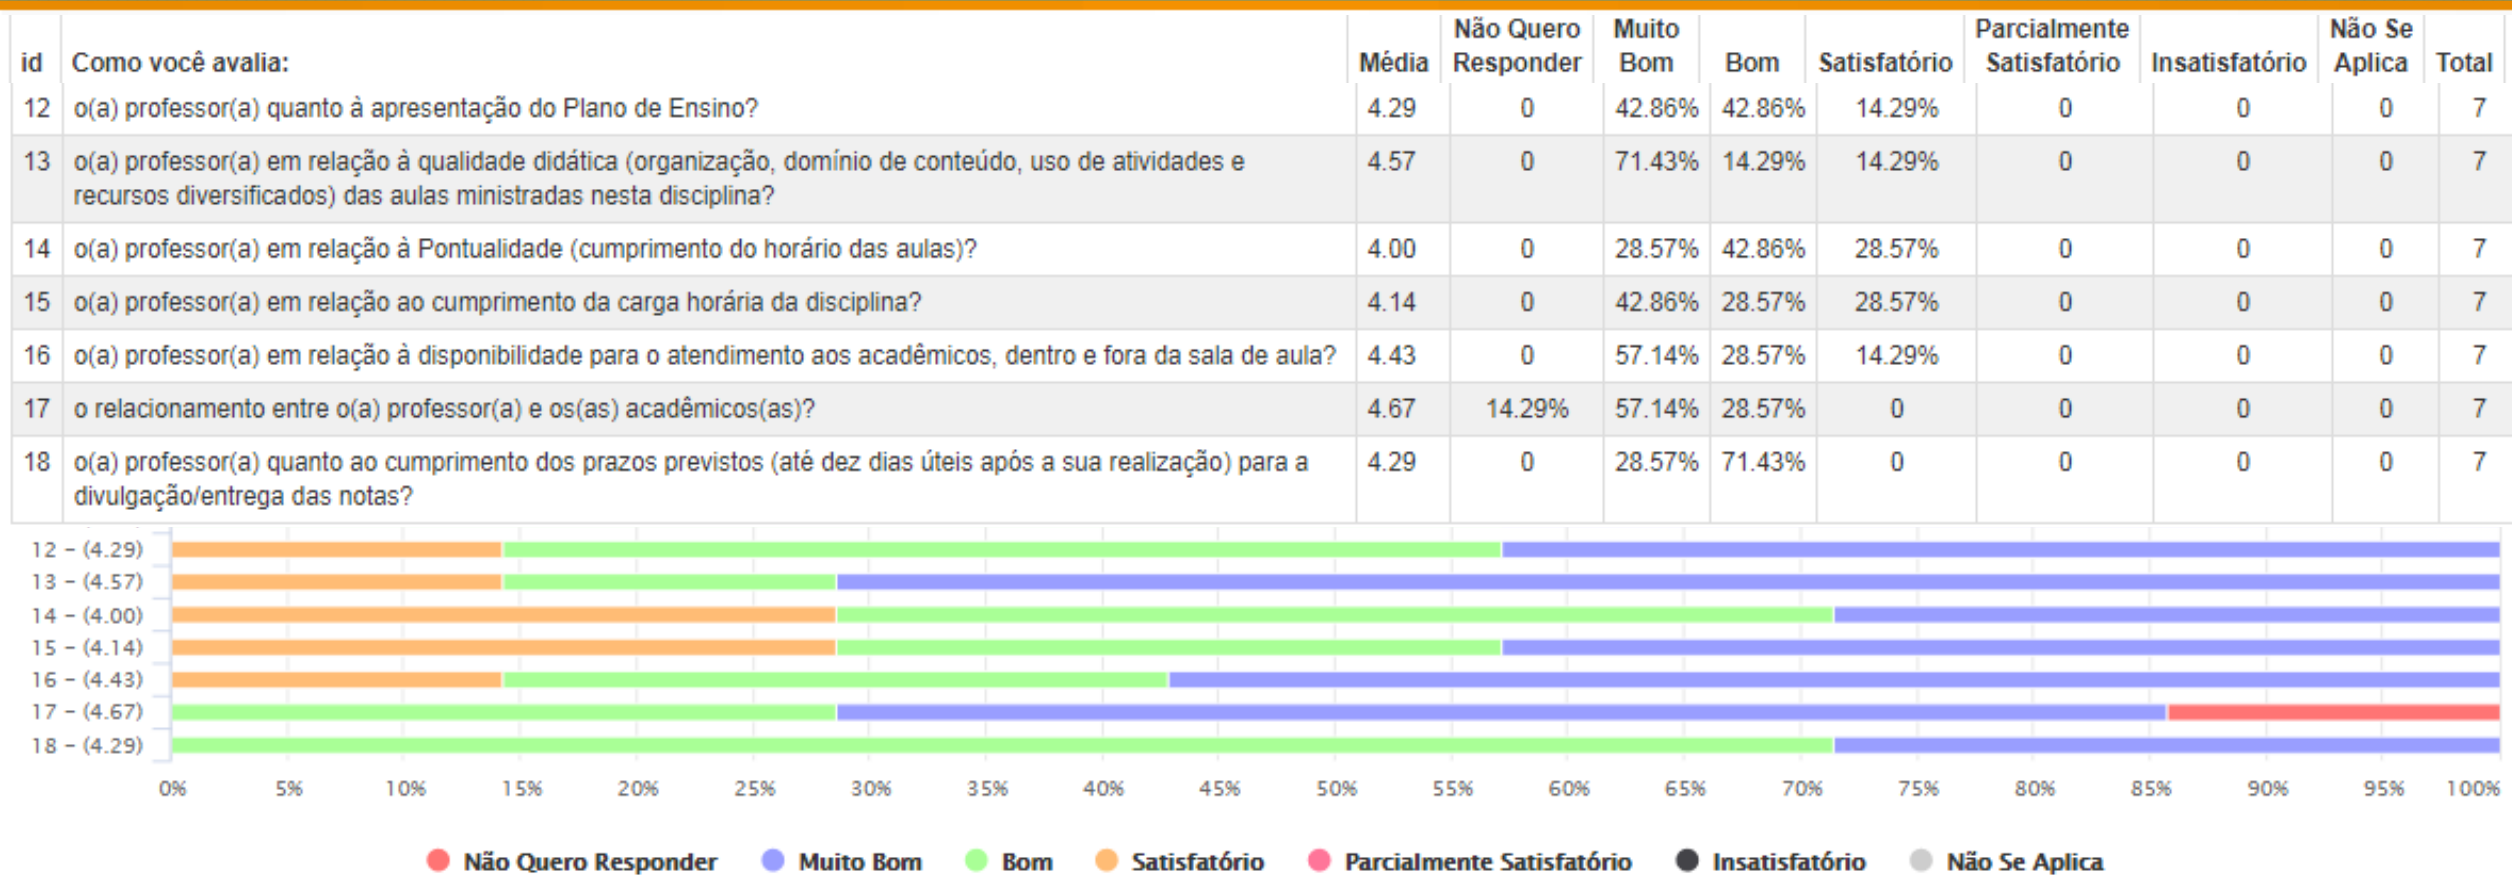 id Como você avalia: Média Não Quero Responder Muito Bom Bom Satisfatório Parcialmente Satisfatório Insatisfatório Não Se Aplica Total
12 o(a) professor(a) quanto à apresentação do Plano de Ensino? 4.29 0 42.86% 42.86% 14.29% 0 0 0 7
13 o(a) professor(a) em relação à qualidade didática (organização, domínio de conteúdo, uso de atividades e 4.57 0 71.43% 14.29% 14.29% 0 0 0 7
recursos diversificados) das aulas ministradas nesta disciplina?
14 o(a) professor(a) em relação à Pontualidade (cumprimento do horário das aulas)? 4.00 0 28.57% 42.86% 28.57% 0 0 0 7
15 o(a) professor(a) em relação ao cumprimento da carga horária da disciplina? 4.14 0 42.86% 28.57% 28.57% 0 0 0 7
16 o(a) professor(a) em relação à disponibilidade para o atendimento aos acadêmicos, dentro e fora da sala de aula? 4.43 0 57.14% 28.57% 14.29% 0 0 0 7
17 o relacionamento entre o(a) professor(a) e os(as) acadêmicos(as)? 4.67 14.29% 57.14% 28.57% 0 0 0 0 7
18 o(a) professor(a) quanto ao cumprimento dos prazos previstos (até dez dias úteis após a sua realização) para a 4.29 0 28.57% 71.43% 0 0 0 0 7
divulgação/entrega das notas?
12 - (4.29)
13 - (4.57)
14 - (4.00)
15 - (4.14)
16 - (4.43)
17 - (4.67)
18 - (4.29)
0% 5% 10% 15% 20% 25% 30% 35% 40% 45% 50% 55% 60% 65% 70% 75% 80% 85% 90% 95% 100%
Não Quero Responder Muito Bom Bom Satisfatório Parcialmente Satisfatório Insatisfatório Não Se Aplica